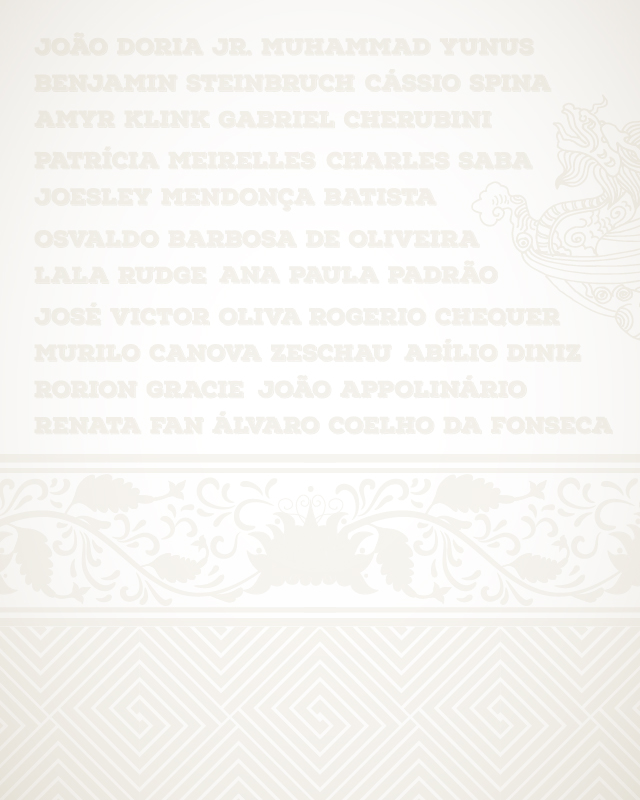 JOÃO DORIA JR. MUHAMMAD YUNUS
BENJAMIN STEINBRUCH CÁSSIO SPINA
AMYR KLINK GABRIEL CHERUBINI
PATRÍCIA MEIRELLES CHARLES SABA
JOESLEY MENDONÇA BATISTA
OSVALDO BARBOSA DE OLIVEIRA
LALA RUDGE ANA PAULA PADRÃO
JOSÉ VICTOR OLIVA ROGERIO CHEQUER
MURILO CANOVA ZESCHAU ABÍLIO DINIZ
RORION GRACIE JOÃO APPOLINÁRIO
RENATA FAN ÁLVARO COELHO DA FONSECA